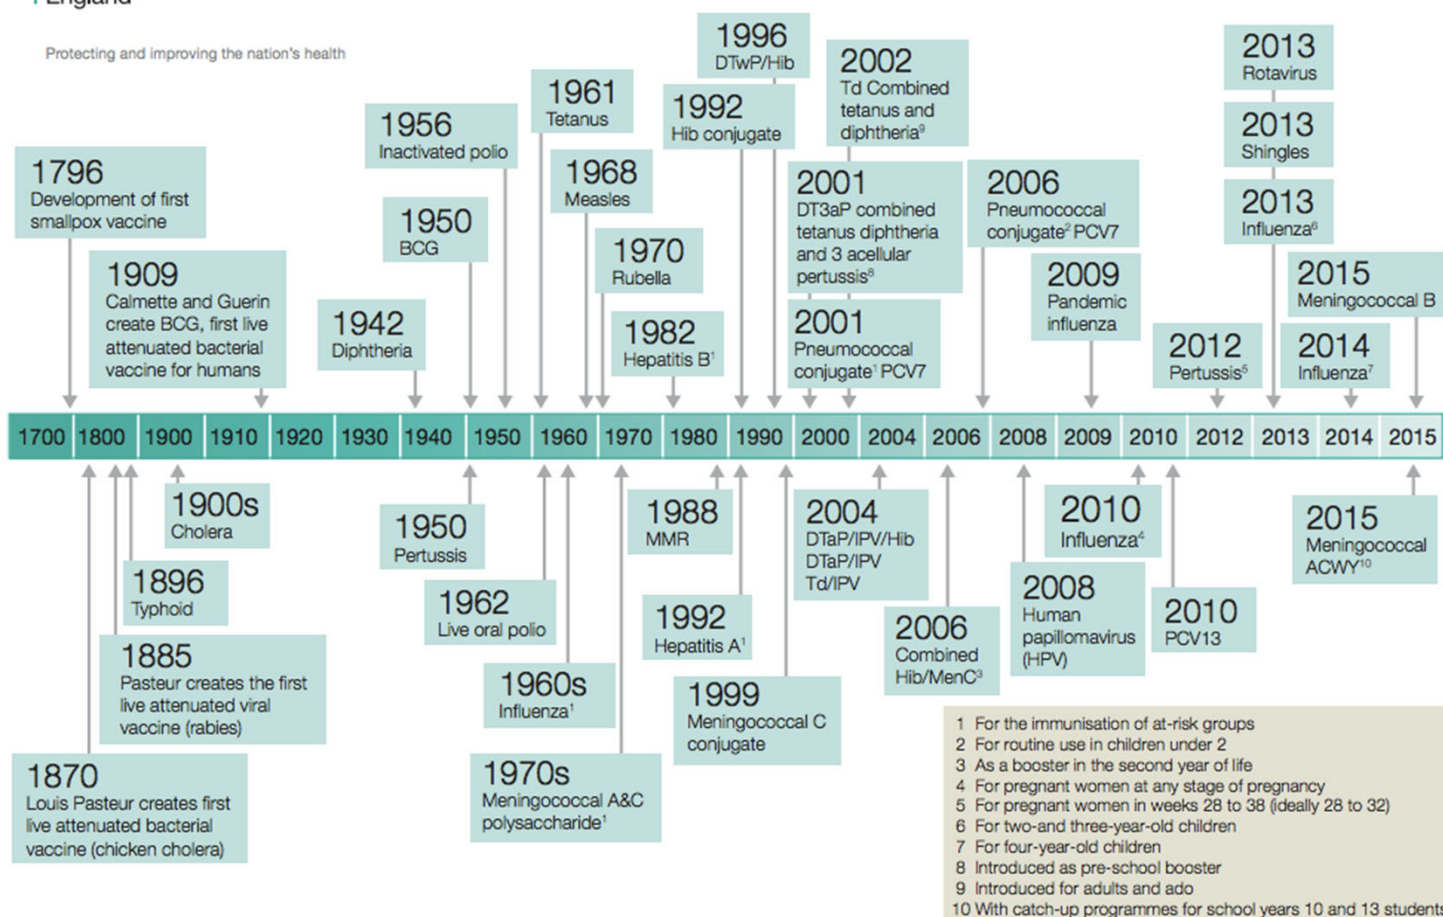 England
Protecting and improving the nation's health
1796
Development of first
smallpox vaccine
1909
Calmette and Guerin
create BCG, first live
attenuated bacterial
vaccine for humans
1942
Diphtheria
1956
Inactivated polio
1950
BCG
1961
Tetanus
1968
Measles
1970
Rubella
1982
Hepatitis B¹
1996
DTwP/Hib
1992
Hib conjugate
2002
Td Combined
tetanus and
diphtheria⁹
2001
DT3aP combined
tetanus diphtheria
and 3 acellular
pertussis⁸
2001
Pneumococcal
conjugate¹ PCV7
2006
Pneumococcal
conjugate² PCV7
2009
Pandemic
influenza
2012
Pertussis⁵
2013
Rotavirus
2013
Shingles
2013
Influenza⁶
2015
Meningococcal B
2014
Influenza⁷
1700 1800 1900 1910 1920 1930 1940 1950 1960 1970 1980 1990 2000 2004 2006 2008 2009 2010 2012 2013 2014 2015
1900s
Cholera
1896
Typhoid
1885
Pasteur creates the first
live attenuated viral
vaccine (rabies)
1870
Louis Pasteur creates first
live attenuated bacterial
vaccine (chicken cholera)
1950
Pertussis
1962
Live oral polio
1960s
Influenza¹
1970s
Meningococcal A&C
polysaccharide¹
1988
MMR
1992
Hepatitis A¹
1999
Meningococcal C
conjugate
2004
DTaP/IPV/Hib
DTaP/IPV
Td/IPV
2006
Combined
Hib/MenC³
2008
Human
papillomavirus
(HPV)
2010
Influenza⁴
2010
PCV13
2015
Meningococcal
ACWY¹⁰
1 For the immunisation of at-risk groups
2 For routine use in children under 2
3 As a booster in the second year of life
4 For pregnant women at any stage of pregnancy
5 For pregnant women in weeks 28 to 38 (ideally 28 to 32)
6 For two-and three-year-old children
7 For four-year-old children
8 Introduced as pre-school booster
9 Introduced for adults and ado
10 With catch-up programmes for school years 10 and 13 students